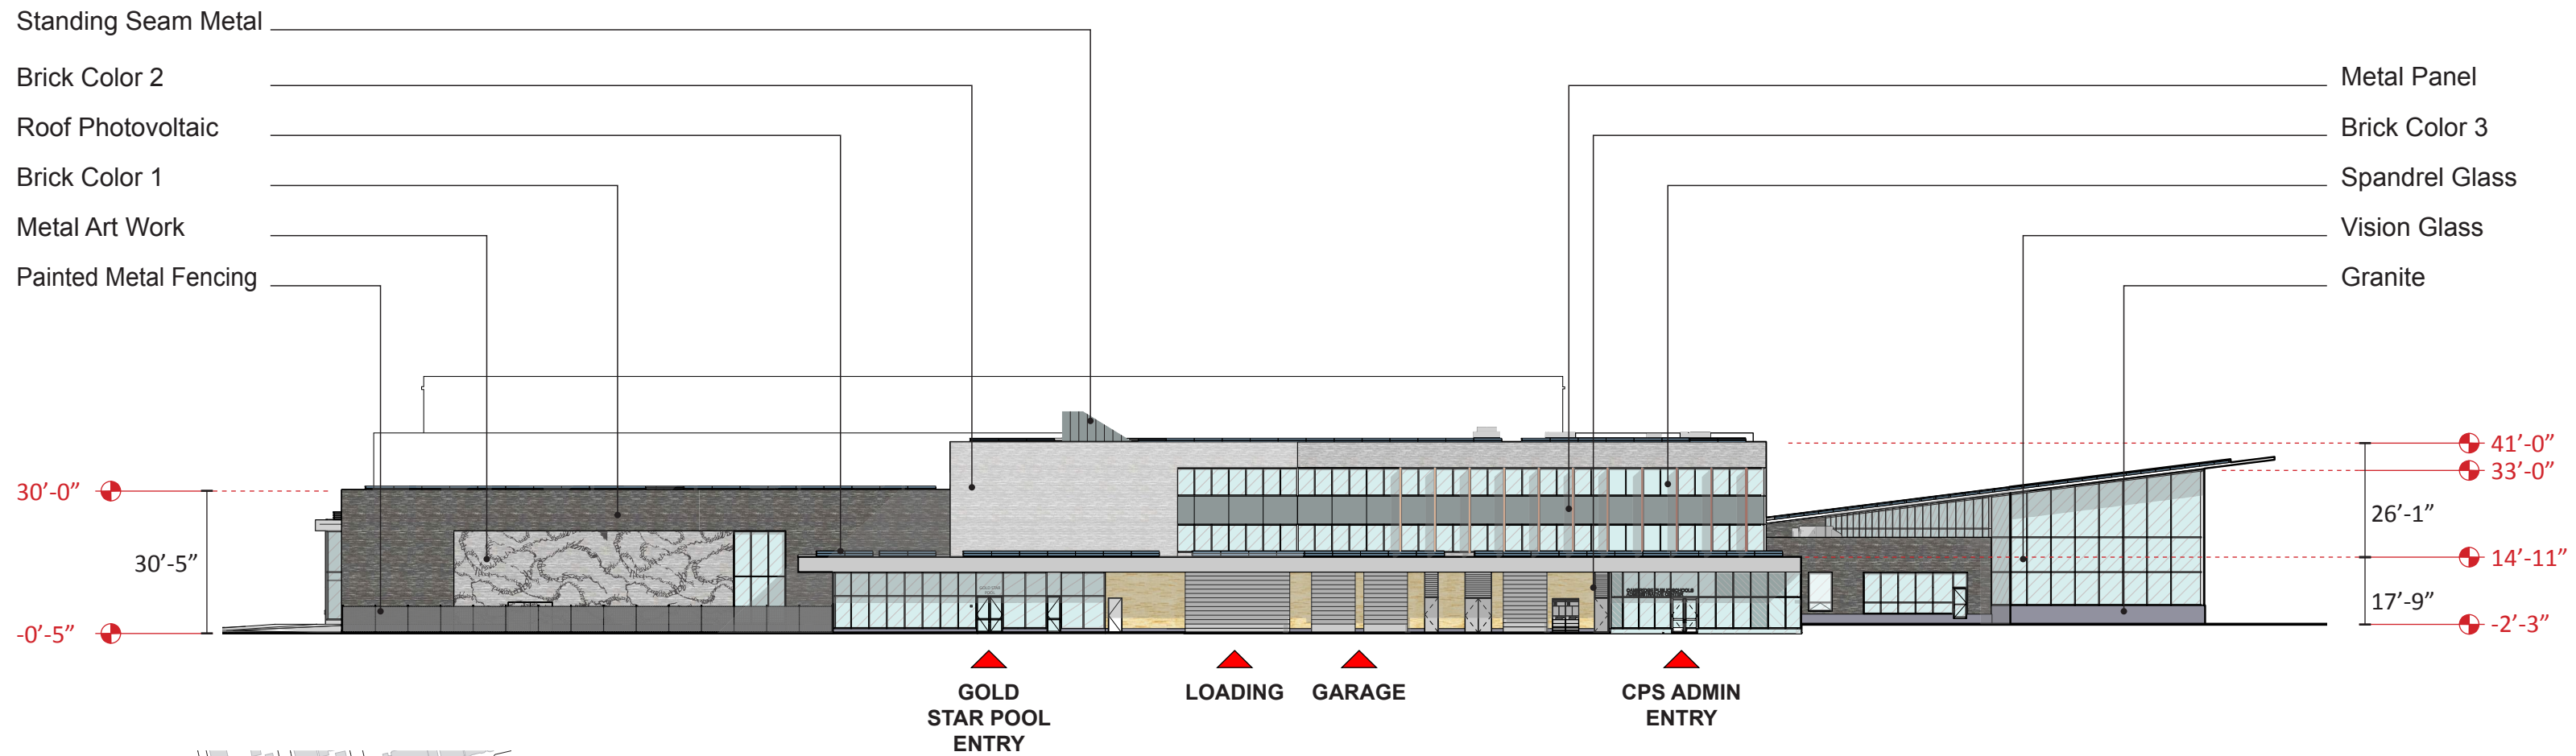 Standing Seam Metal
Brick Color 2
Roof Photovoltaic
Brick Color 1
Metal Art Work
Painted Metal Fencing
Metal Panel
Brick Color 3
Spandrel Glass
Vision Glass
Granite
30’-0”
30’-5”
-0’-5”
41’-0”
33’-0”
26’-1”
14’-11”
17’-9”
-2’-3”
GOLD
STAR POOL
ENTRY
LOADING
GARAGE
CPS ADMIN
ENTRY